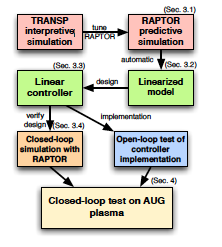 (Sec. 3.1)
TRANSP
interpretive
simulation
tune
RAPTOR
RAPTOR
predictive
simulation
automatic
(Sec. 3.3)
(Sec. 3.2)
Linear
controller
design
Linearized
model
verify
design
(Sec. 3.4)
implementation
Closed-loop
simulation with
RAPTOR
Open-loop test of
controller
implementation
(Sec. 4)
Closed-loop test on AUG
plasma